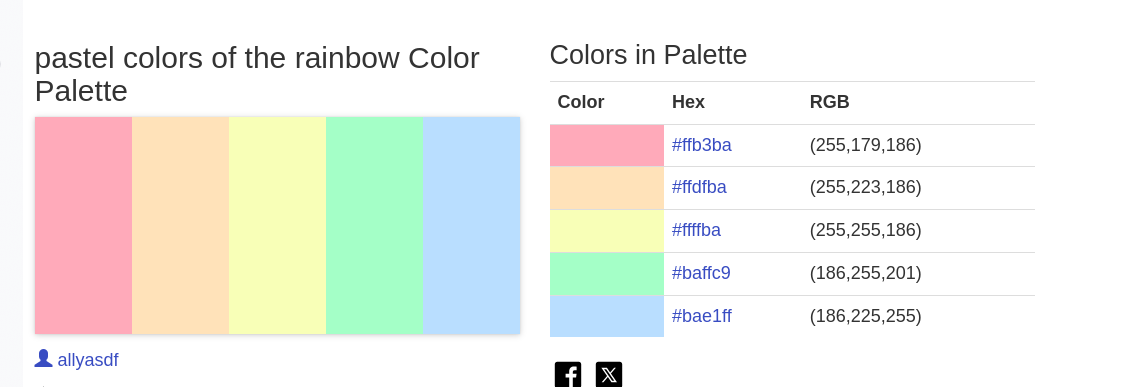 pastel colors of the rainbow Color
Palette
allyasdf
Colors in Palette
Color Hex RGB
#ffb3ba (255,179,186)
#ffdfba (255,223,186)
#ffffba (255,255,186)
#baffc9 (186,255,201)
#bae1ff (186,225,255)